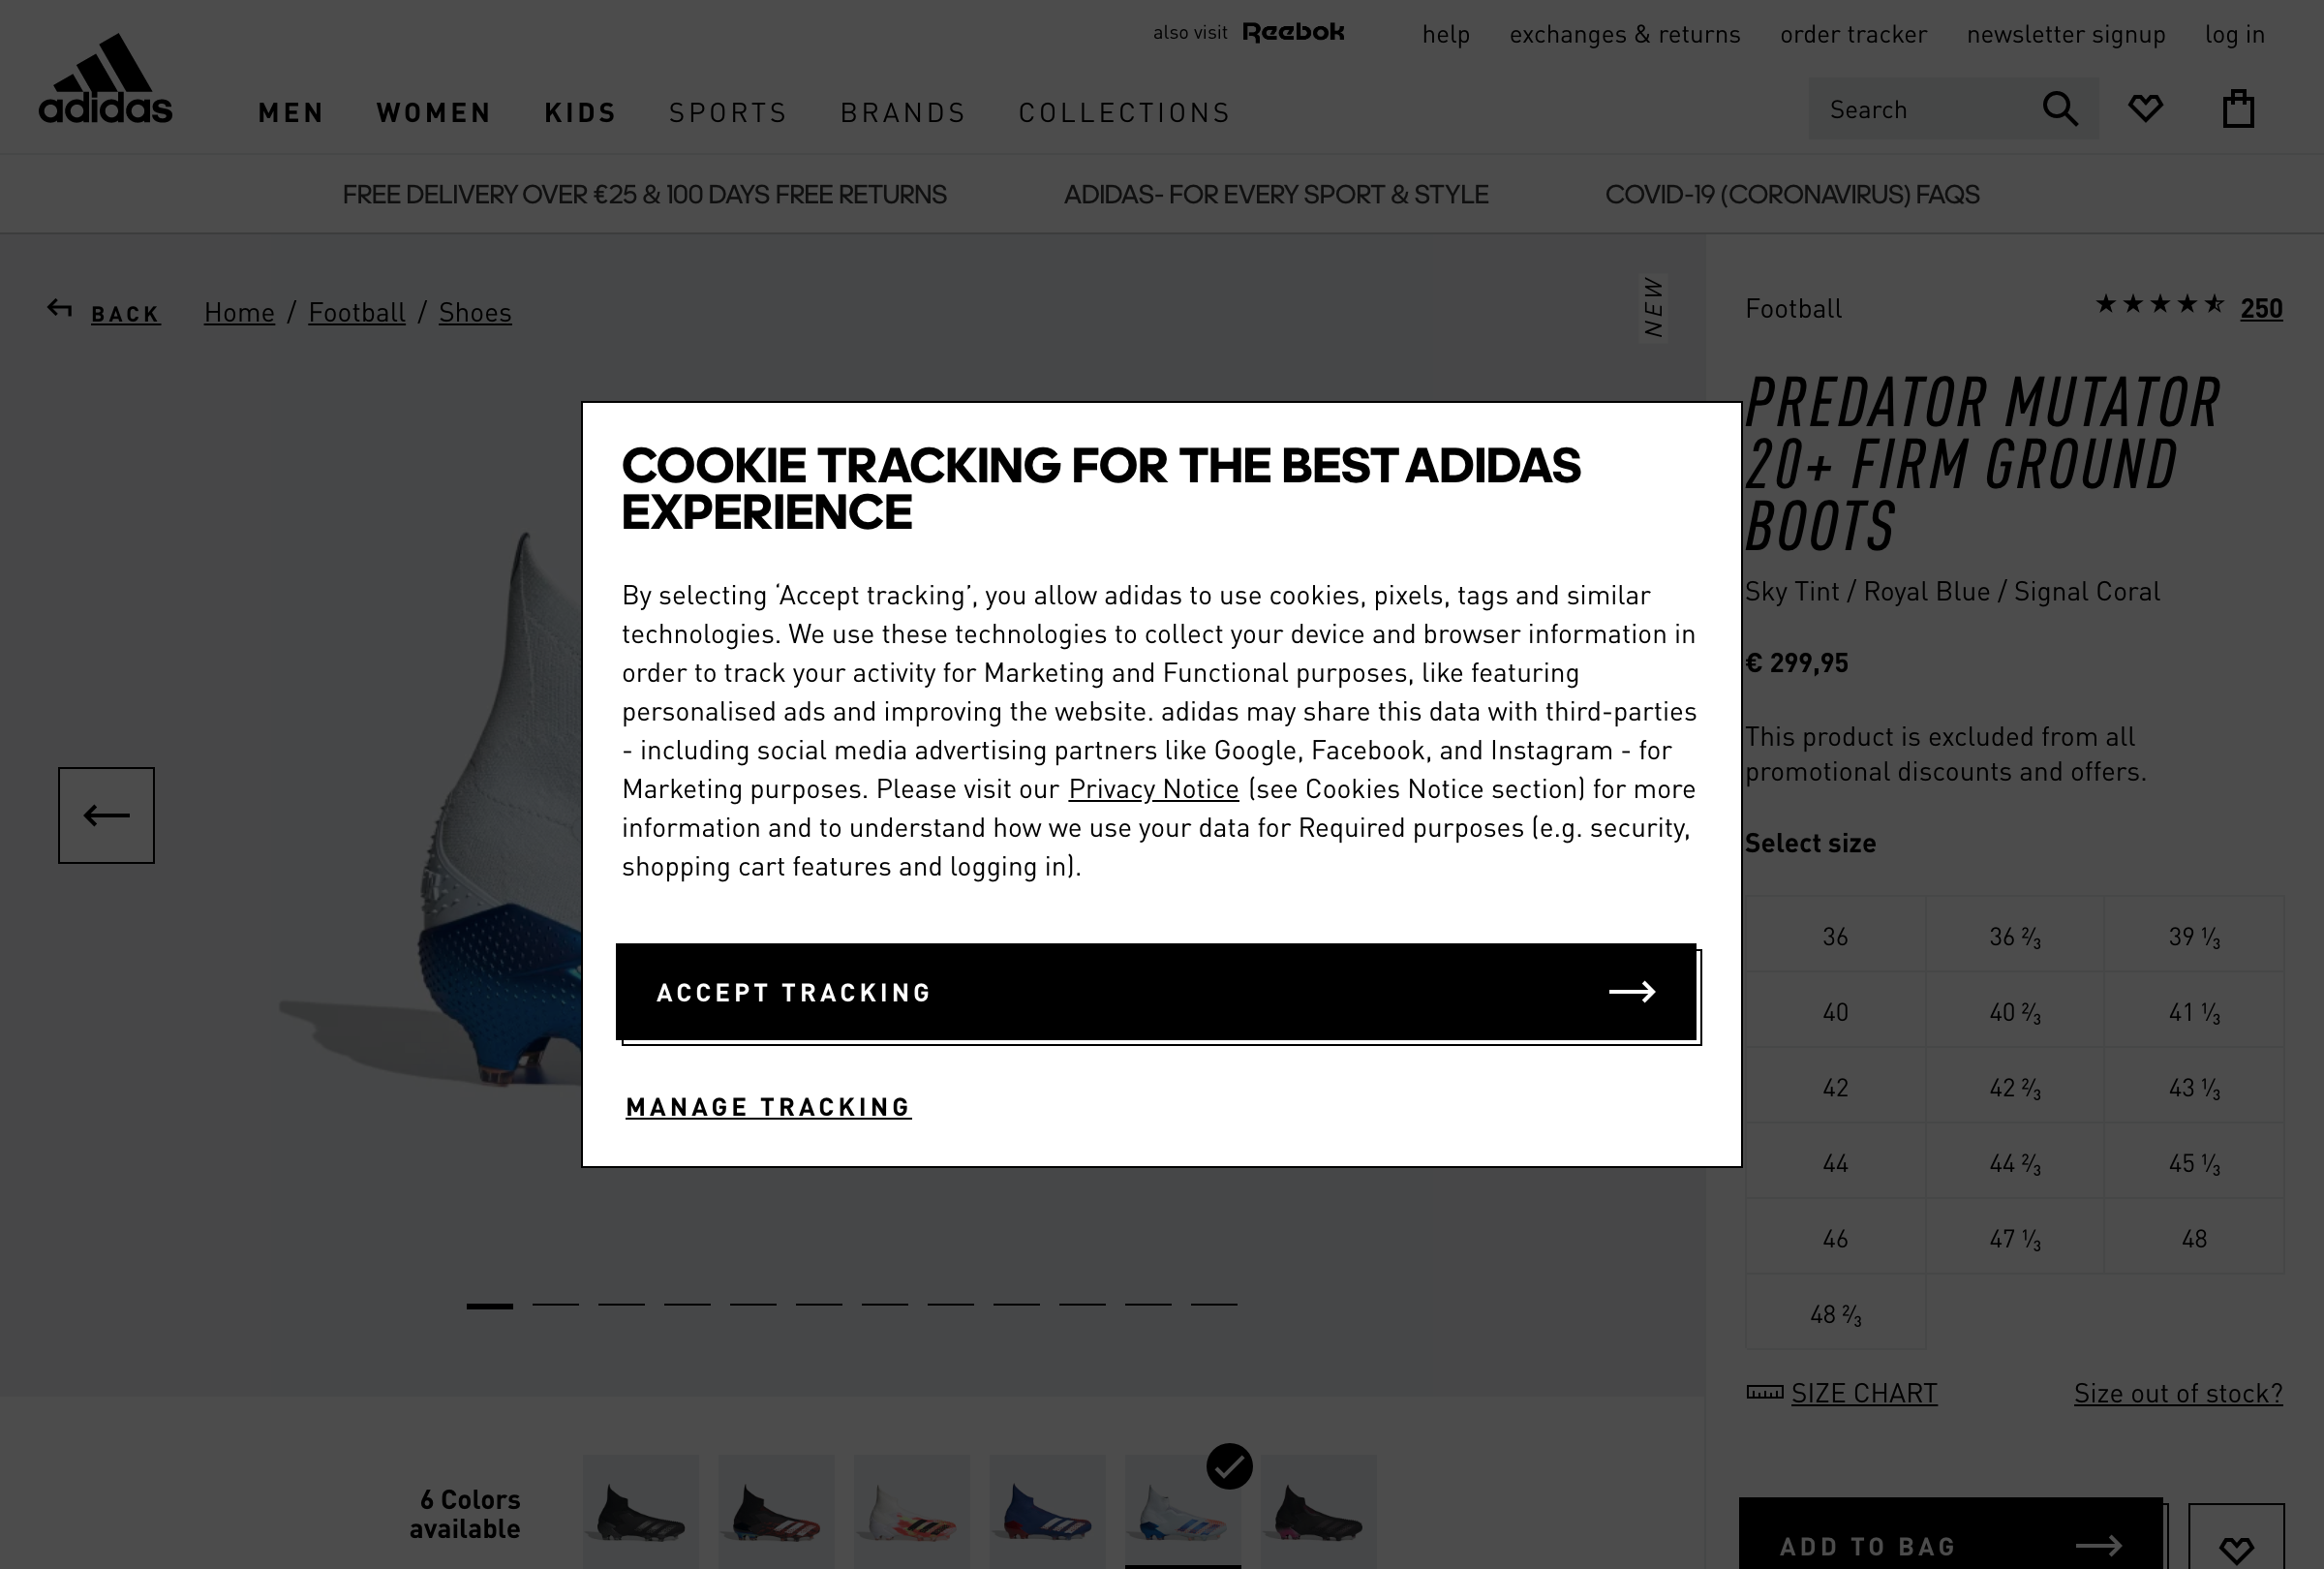 also visit Reebok help exchanges & returns order tracker newsletter signup log in
adidas MEN WOMEN KIDS SPORTS BRANDS COLLECTIONS Search
FREE DELIVERY OVER €25 & 100 DAYS FREE RETURNS ADIDAS- FOR EVERY SPORT & STYLE COVID-19 (CORONAVIRUS) FAQS
BACK Home / Football / Shoes
NEW
Football 250
PREDATOR MUTATOR
20+ FIRM GROUND
BOOTS
Sky Tint / Royal Blue / Signal Coral
€ 299,95
This product is excluded from all
promotional discounts and offers.
Select size
36 36 ⅔ 39 ⅓
40 40 ⅔ 41 ⅓
42 42 ⅔ 43 ⅓
44 44 ⅔ 45 ⅓
46 47 ⅓ 48
48 ⅔
SIZE CHART Size out of stock?
ADD TO BAG
COOKIE TRACKING FOR THE BEST ADIDAS
EXPERIENCE
By selecting ‘Accept tracking’, you allow adidas to use cookies, pixels, tags and similar
technologies. We use these technologies to collect your device and browser information in
order to track your activity for Marketing and Functional purposes, like featuring
personalised ads and improving the website. adidas may share this data with third-parties
- including social media advertising partners like Google, Facebook, and Instagram - for
Marketing purposes. Please visit our Privacy Notice (see Cookies Notice section) for more
information and to understand how we use your data for Required purposes (e.g. security,
shopping cart features and logging in).
ACCEPT TRACKING
MANAGE TRACKING
6 Colors
available